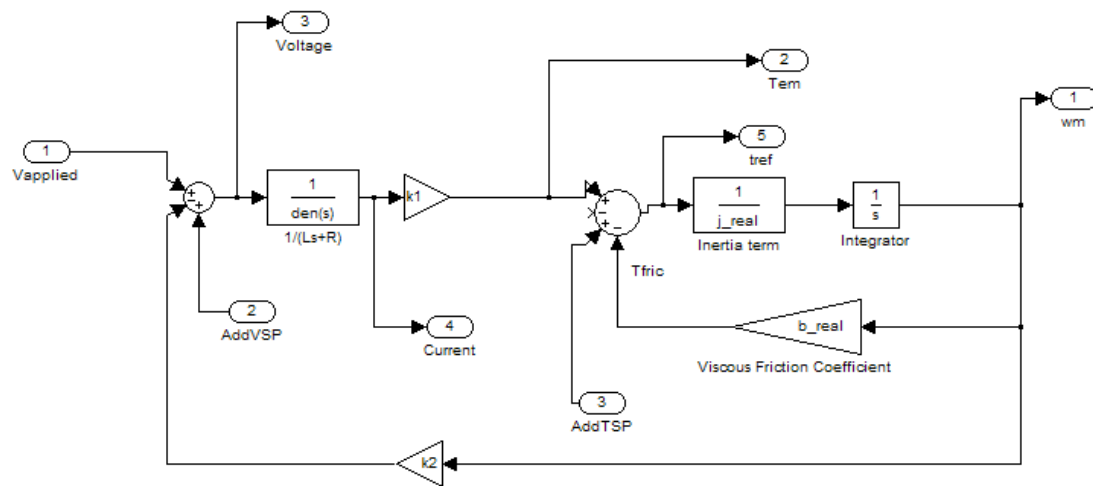 3
Voltage
2
Tem
1
wm
1
Vapplied
+
-
+
1
den(s)
1/(Ls+R)
k1
+
-
+
-
5
tref
1
j_real
Inertia term
1
s
Integrator
Tfric
2
AddVSP
4
Current
b_real
Viscous Friction Coefficient
3
AddTSP
k2